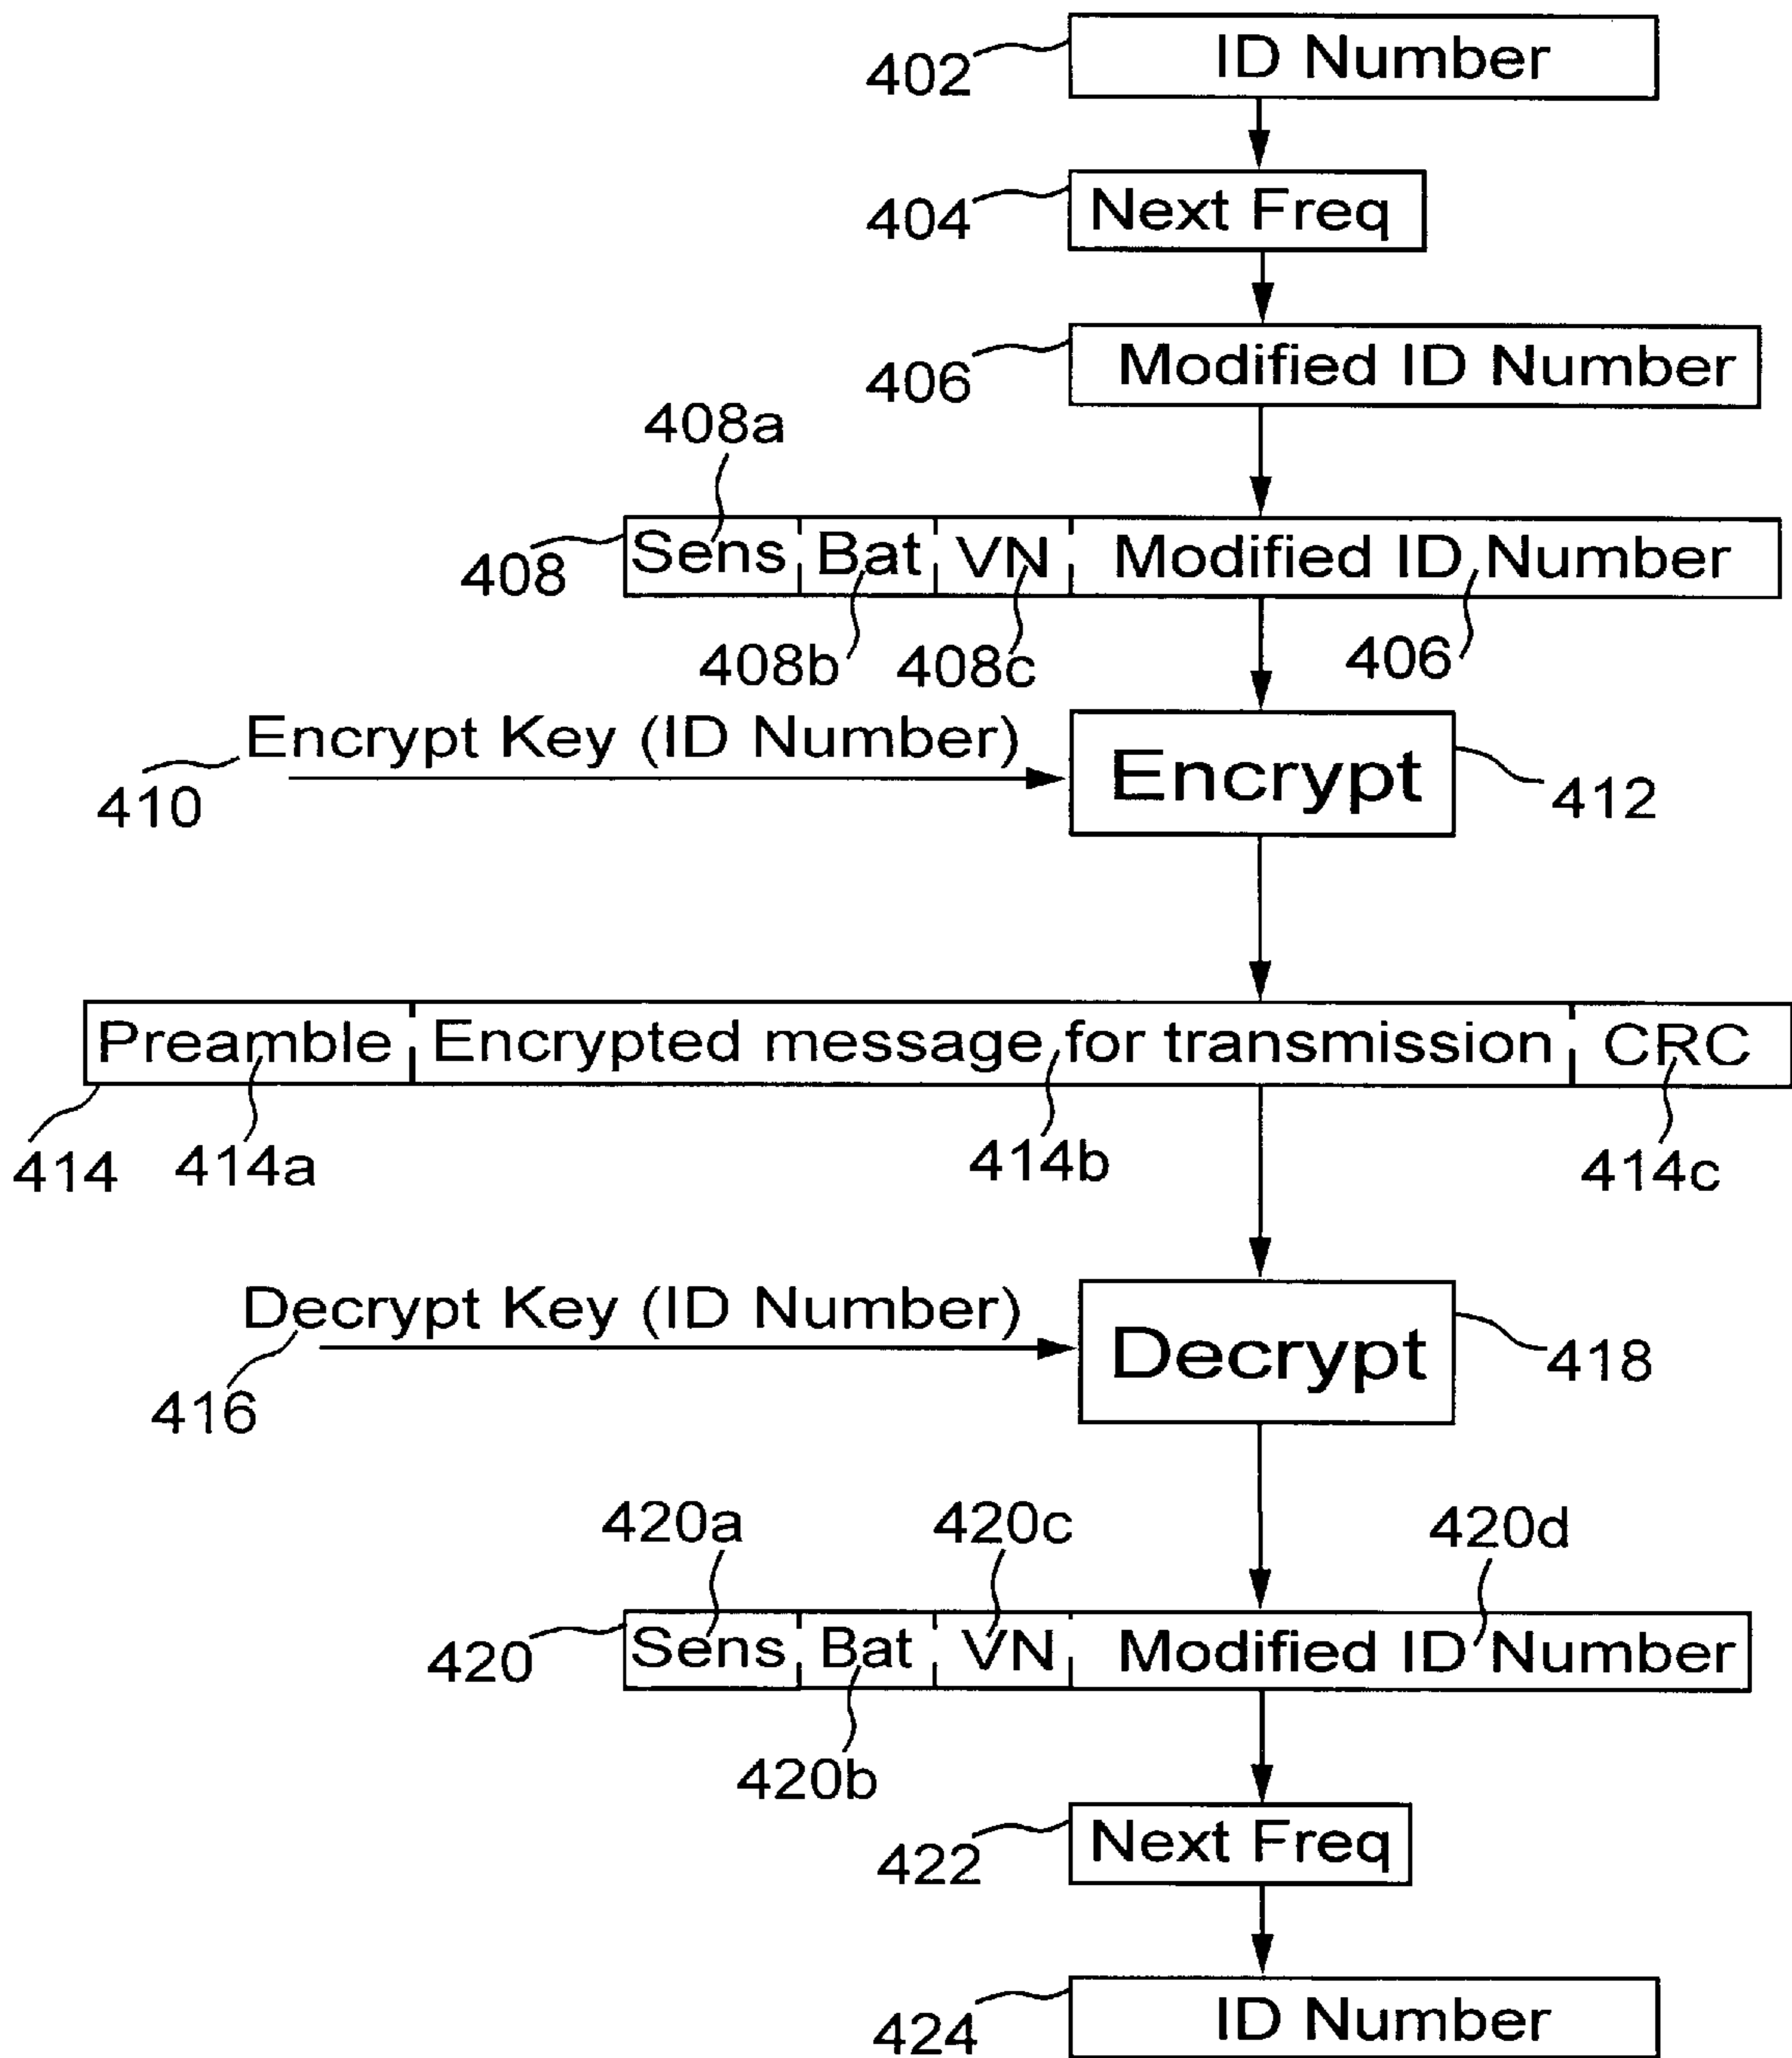 402 ID Number
404 Next Freq
406 Modified ID Number
408a
408 Sens Bat VN Modified ID Number
408b 408c 406
410 Encrypt Key (ID Number) Encrypt 412
Preamble Encrypted message for transmission CRC
414 414a 414b 414c
416 Decrypt Key (ID Number) Decrypt 418
420a 420c 420d
420 Sens Bat VN Modified ID Number
420b
422 Next Freq
424 ID Number